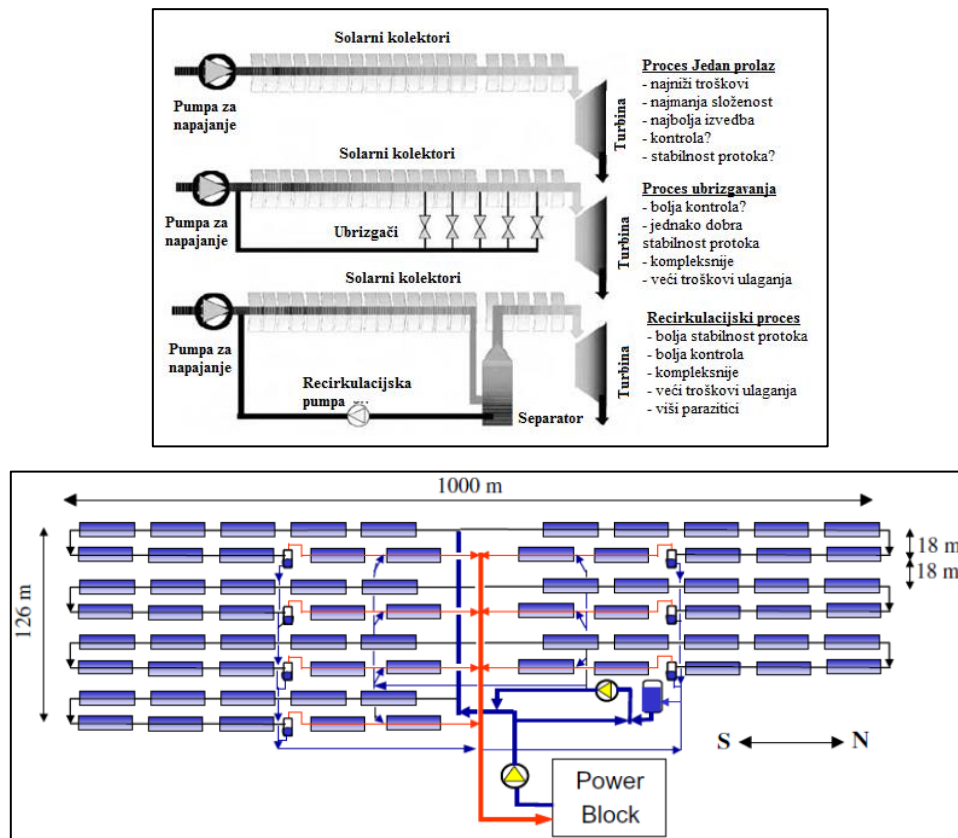 Solarni kolektori
Pumpa za
napajanje
Turbina
Proces Jedan prolaz
- najniži troškovi
- najmanja složenost
- najbolja izvedba
- kontrola?
- stabilnost protoka?
Solarni kolektori
Pumpa za
napajanje
Ubrizgači
Turbina
Proces ubrizgavanja
- bolja kontrola?
- jednako dobra
stabilnost protoka
- kompleksnije
- veći troškovi ulaganja
Solarni kolektori
Pumpa za
napajanje
Recirkulacijska
pumpa
Separator
Turbina
Recirkulacijski proces
- bolja stabilnost protoka
- bolja kontrola
- kompleksnije
- veći troškovi ulaganja
- viši parazitici
1000 m
126 m
18 m
18 m
S
N
Power
Block